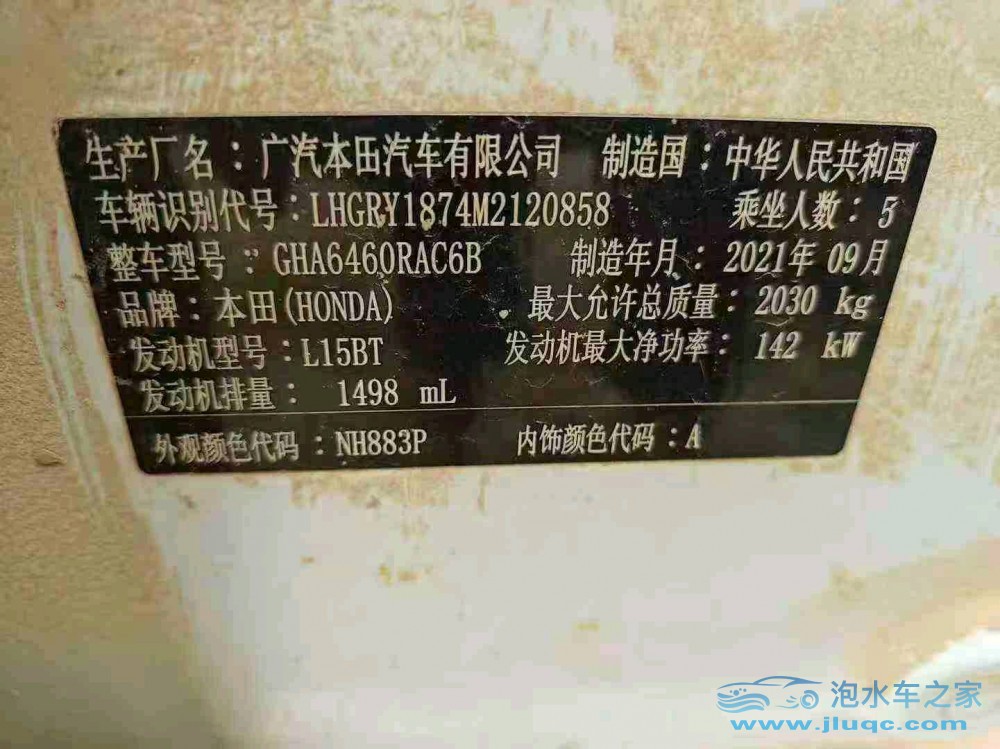 生产厂名：广汽本田汽车有限公司 制造国：中华人民共和国
车辆识别代号：LHGRY1874M2120858 乘坐人数：5
整车型号：GHA6460RAC6B 制造年月：2021年 09月
品牌：本田(HONDA) 最大允许总质量：2030 kg
发动机型号：L15BT 发动机最大净功率：142 kW
发动机排量：1498 mL
外观颜色代码：NH883P 内饰颜色代码：A
泡水车之家
www.jluqc.com